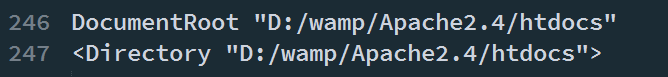 246 DocumentRoot "D:/wamp/Apache2.4/htdocs"
247 <Directory "D:/wamp/Apache2.4/htdocs">